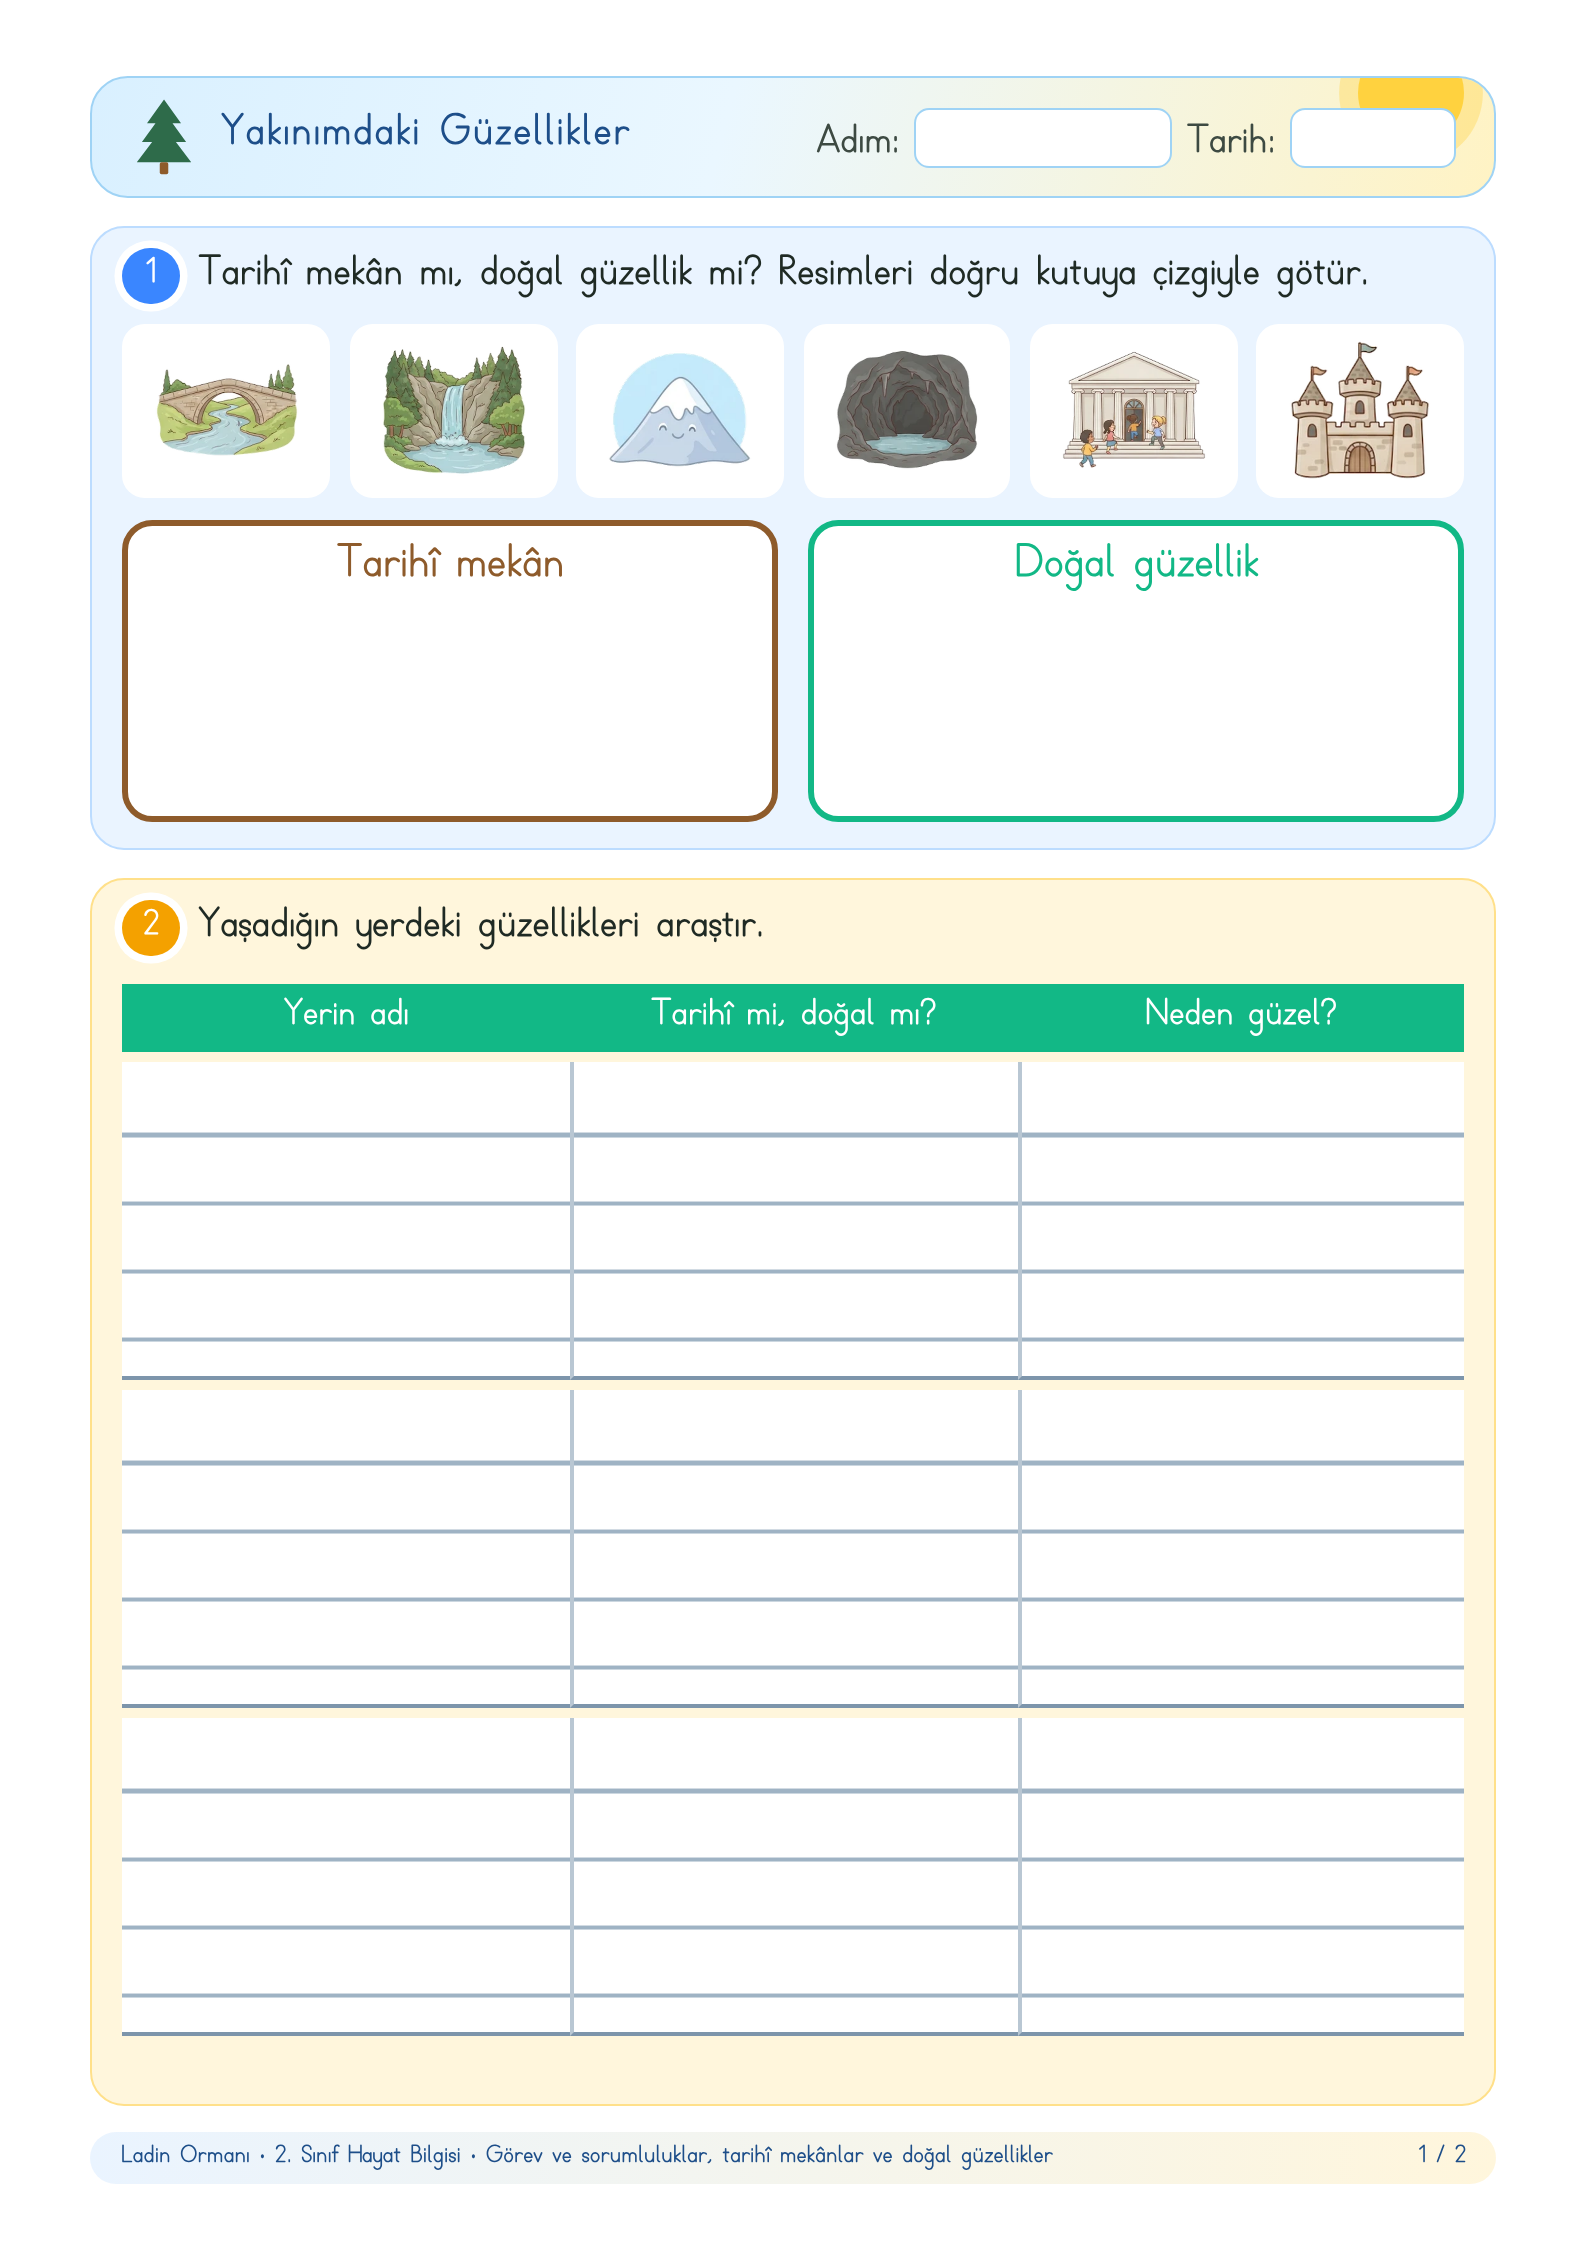 Yakınımdaki Güzellikler
Adım:
Tarih:
1 Tarihî mekân mı, doğal güzellik mi? Resimleri doğru kutuya çizgiyle götür.
Tarihî mekân
Doğal güzellik
2 Yaşadığın yerdeki güzellikleri araştır.
Yerin adı
Tarihî mi, doğal mı?
Neden güzel?
Ladin Ormanı • 2. Sınıf Hayat Bilgisi • Görev ve sorumluluklar, tarihî mekânlar ve doğal güzellikler
1 / 2